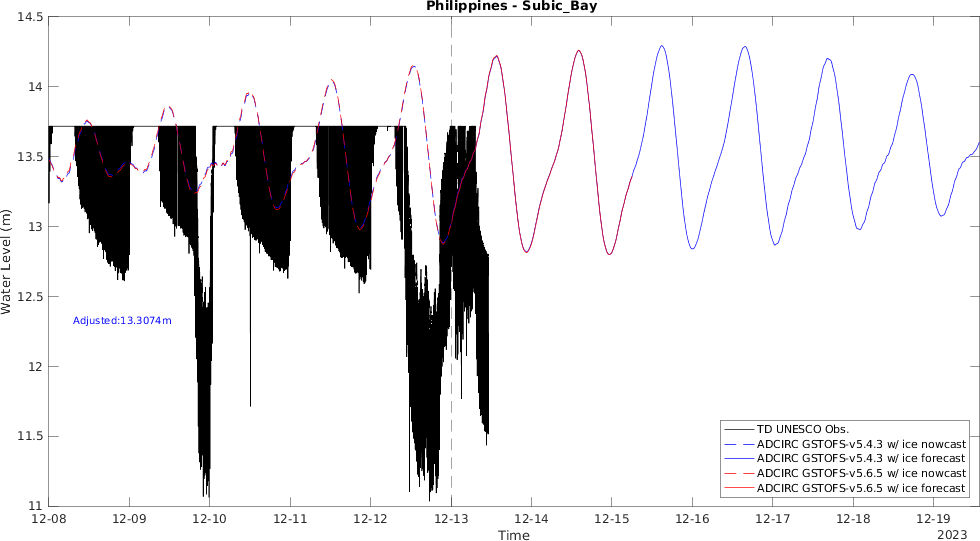 Philippines - Subic_Bay
14.5
14
13.5
13
12.5
12
11.5
11
Water Level (m)
Adjusted:13.3074m
TD UNESCO Obs.
ADCIRC GSTOFS-v5.4.3 w/ ice nowcast
ADCIRC GSTOFS-v5.4.3 w/ ice forecast
ADCIRC GSTOFS-v5.6.5 w/ ice nowcast
ADCIRC GSTOFS-v5.6.5 w/ ice forecast
12-08 12-09 12-10 12-11 12-12 12-13 12-14 12-15 12-16 12-17 12-18 12-19
Time
2023